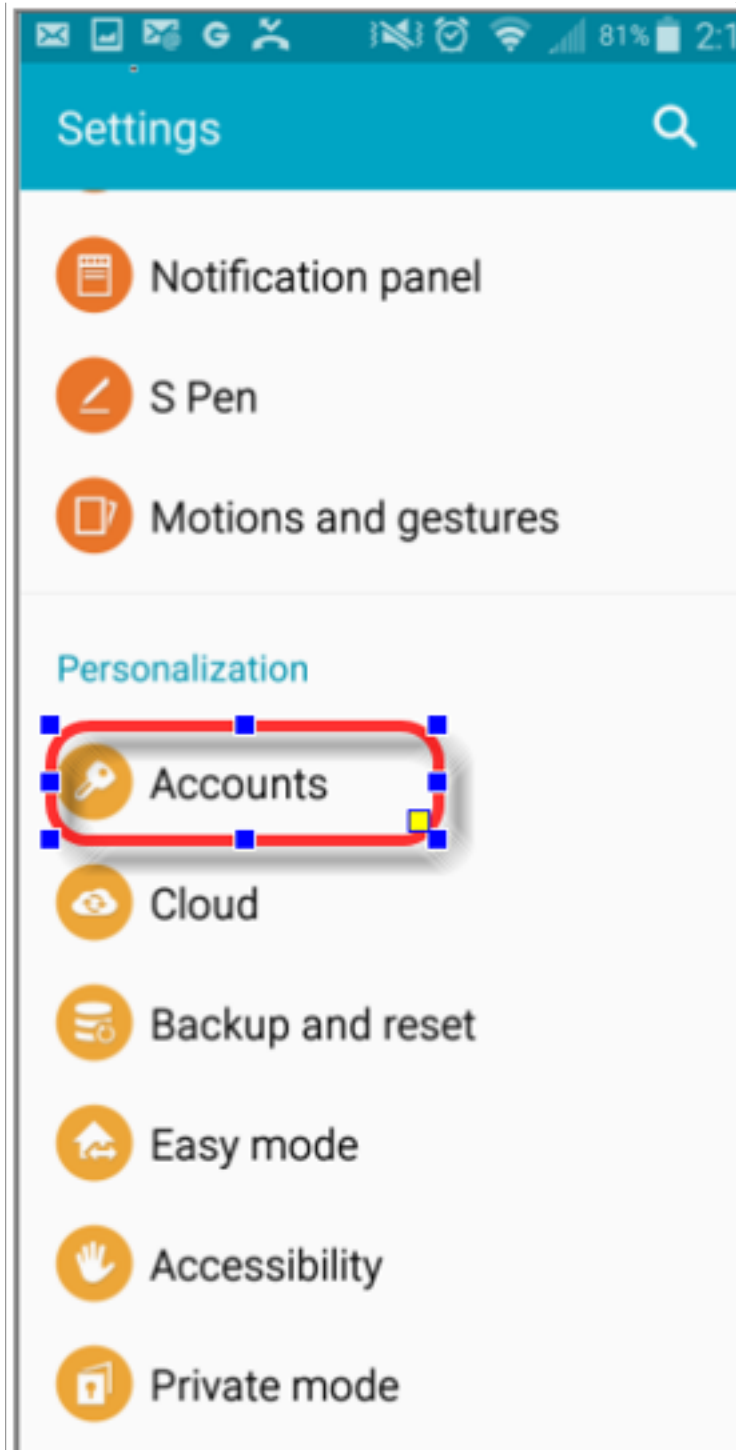 81% 2:1
Settings
Notification panel
S Pen
Motions and gestures
Personalization
Accounts
Cloud
Backup and reset
Easy mode
Accessibility
Private mode